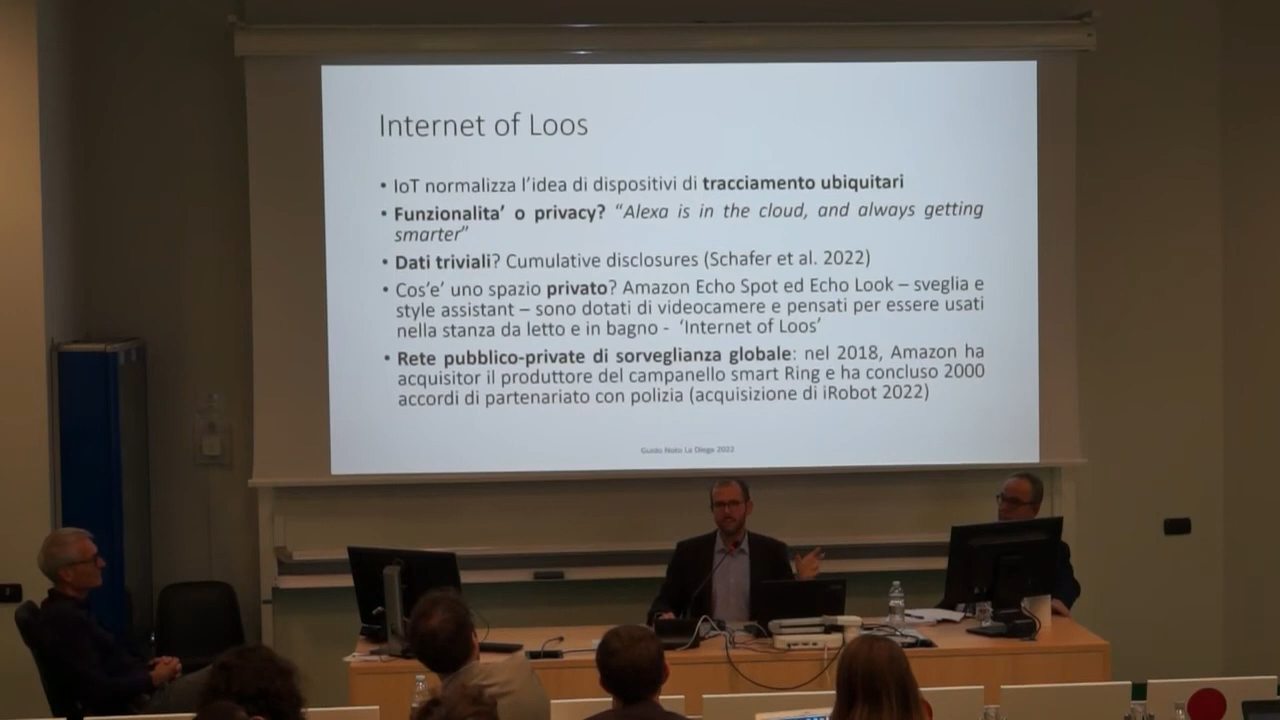 Internet of Loos
• IoT normalizza l'idea di dispositivi di tracciamento ubiquitari
• Funzionalita' o privacy? “Alexa is in the cloud, and always getting
smarter”
• Dati triviali? Cumulative disclosures (Schafer et al. 2022)
• Cos'e' uno spazio privato? Amazon Echo Spot ed Echo Look – sveglia e
style assistant – sono dotati di videocamere e pensati per essere usati
nella stanza da letto e in bagno - 'Internet of Loos'
• Rete pubblico-private di sorveglianza globale: nel 2018, Amazon ha
acquisitor il produttore del campanello smart Ring e ha concluso 2000
accordi di partenariato con polizia (acquisizione di iRobot 2022)
Guido Noto La Diega 2022